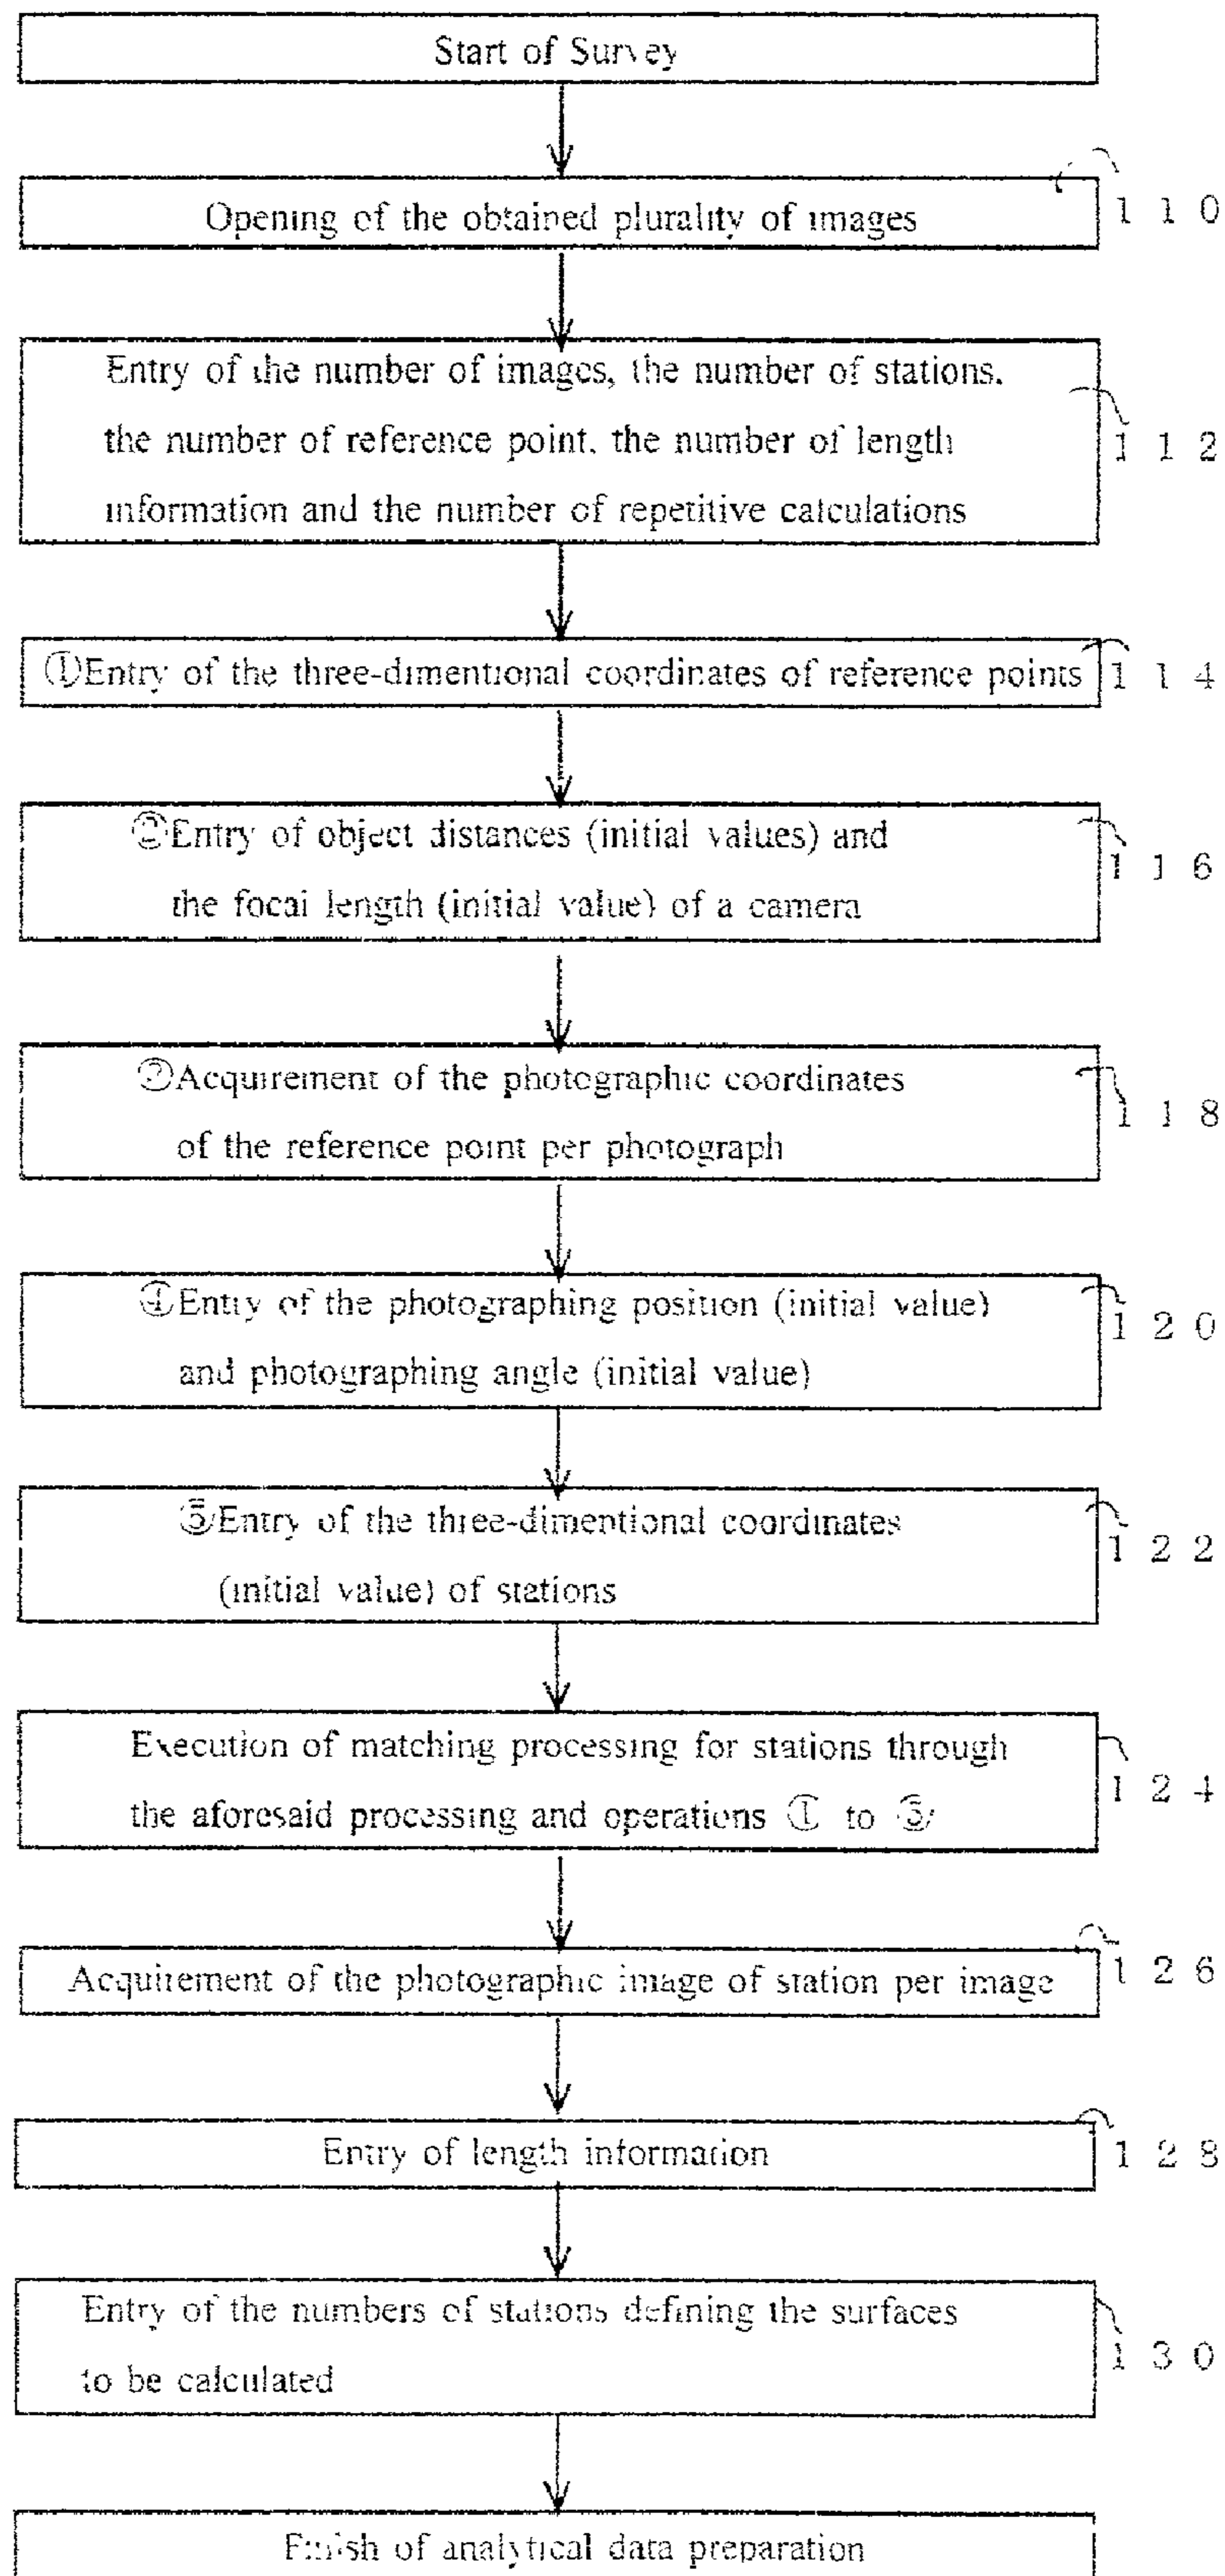 Start of Survey
Opening of the obtained plurality of images
110
Entry of the number of images, the number of stations,
the number of reference point, the number of length
112
information and the number of repetitive calculations
①Entry of the three-dimentional coordinates of reference points
114
②Entry of object distances (initial values) and
116
the focal length (initial value) of a camera
③Acquirement of the photographic coordinates
118
of the reference point per photograph
④Entry of the photographing position (initial value)
120
and photographing angle (initial value)
⑤Entry of the three-dimentional coordinates
122
(initial value) of stations
Execution of matching processing for stations through
124
the aforesaid processing and operations ① to ⑤
Acquirement of the photographic image of station per image
126
Entry of length information
128
Entry of the numbers of stations defining the surfaces
130
to be calculated
Finish of analytical data preparation